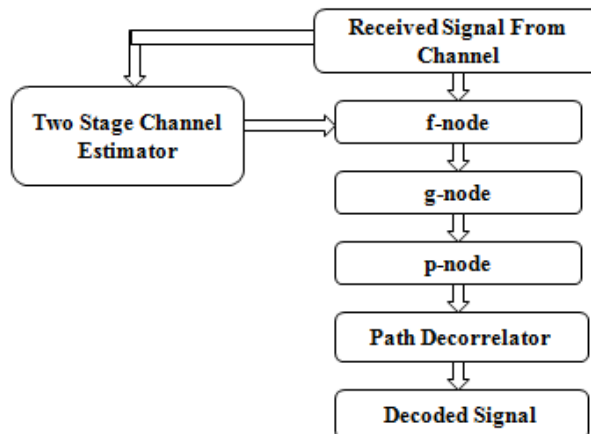 Received Signal From
Channel
Two Stage Channel
Estimator
f-node
g-node
p-node
Path Decorrelator
Decoded Signal